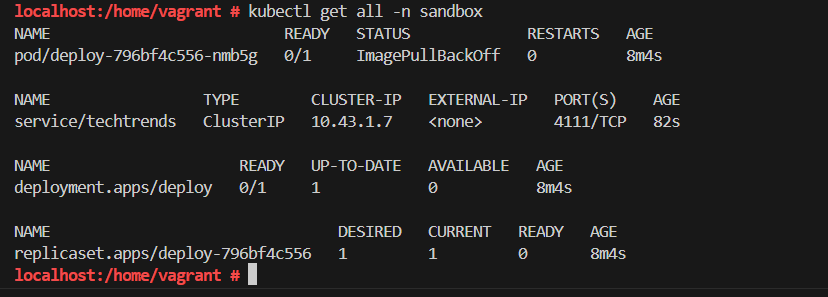 localhost:/home/vagrant # kubectl get all -n sandbox
NAME READY STATUS RESTARTS AGE
pod/deploy-796bf4c556-nmb5g 0/1 ImagePullBackOff 0 8m4s
NAME TYPE CLUSTER-IP EXTERNAL-IP PORT(S) AGE
service/techtrends ClusterIP 10.43.1.7 <none> 4111/TCP 82s
NAME READY UP-TO-DATE AVAILABLE AGE
deployment.apps/deploy 0/1 1 0 8m4s
NAME DESIRED CURRENT READY AGE
replicaset.apps/deploy-796bf4c556 1 1 0 8m4s
localhost:/home/vagrant #